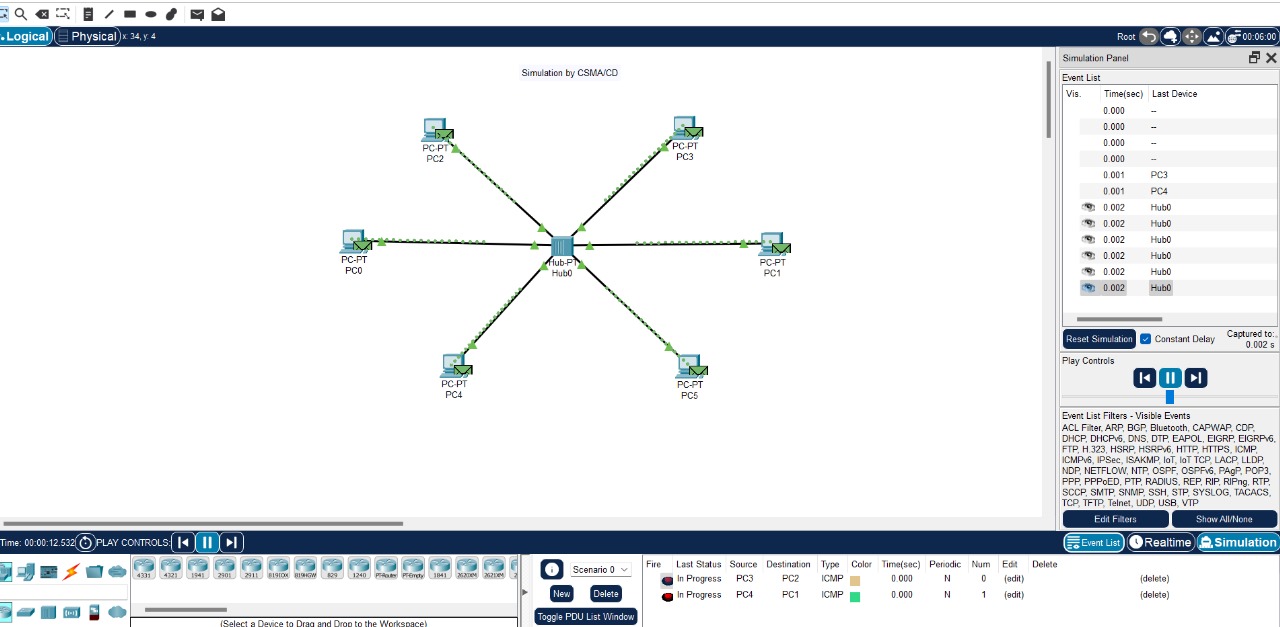 Logical Physical x: 34, y: 4 Root 00:06:00
Simulation Panel
Event List
Vis. Time(sec) Last Device
0.000 --
0.000 --
0.000 --
0.000 --
0.001 PC3
0.001 PC4
0.002 Hub0
0.002 Hub0
0.002 Hub0
0.002 Hub0
0.002 Hub0
0.002 Hub0
Reset Simulation Constant Delay Captured to:
0.002 s
Play Controls
Event List Filters - Visible Events
ACL Filter, ARP, BGP, Bluetooth, CAPWAP, CDP,
DHCP, DHCPv6, DNS, DTP, EAPOL, EIGRP, EIGRPv6,
FTP, H.323, HSRP, HSRPv6, HTTP, HTTPS, ICMP,
ICMPv6, IPSec, ISAKMP, IoT, IoT TCP, LACP, LLDP,
NDP, NETFLOW, NTP, OSPF, OSPFv6, PAgP, POP3,
PPP, PPPoED, PTP, RADIUS, REP, RIP, RIPng, RTP,
SCCP, SMTP, SNMP, SSH, STP, SYSLOG, TACACS,
TCP, TFTP, Telnet, UDP, USB, VTP
Edit Filters Show All/None
Simulation by CSMA/CD
PC-PT
PC2
PC-PT
PC3
PC-PT
PC0
Hub-PT
Hub0
PC-PT
PC1
PC-PT
PC4
PC-PT
PC5
Time: 00:00:12.532 PLAY CONTROLS: Event List Realtime Simulation
4331 4321 1941 2901 2911 819IOX 819HGW 829 1240 PT-Router PT-Empty 1841 2620XM 2621XM
(Select a Device to Drag and Drop to the Workspace)
Scenario 0
New Delete
Toggle PDU List Window
Fire Last Status Source Destination Type Color Time(sec) Periodic Num Edit Delete
In Progress PC3 PC2 ICMP 0.000 N 0 (edit) (delete)
In Progress PC4 PC1 ICMP 0.000 N 1 (edit) (delete)